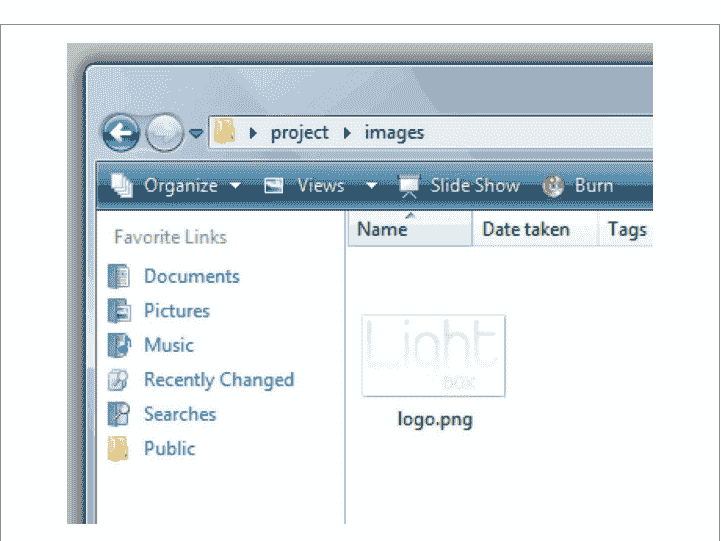 project images
Organize Views Slide Show Burn
Favorite Links
Name Date taken Tags
Documents
Pictures
Music
Recently Changed
Searches
Public
Light
BOX
logo.png